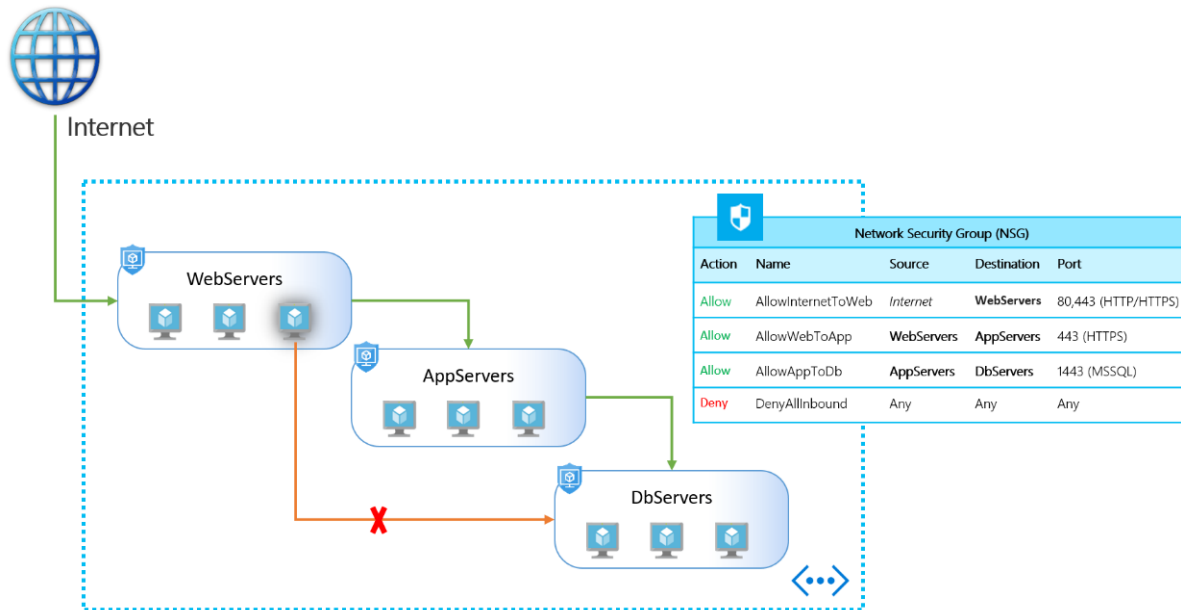 Internet
Network Security Group (NSG)
Action Name Source Destination Port
Allow AllowInternetToWeb Internet WebServers 80,443 (HTTP/HTTPS)
Allow AllowWebToApp WebServers AppServers 443 (HTTPS)
Allow AllowAppToDb AppServers DbServers 1443 (MSSQL)
Deny DenyAllInbound Any Any Any
WebServers
AppServers
DbServers